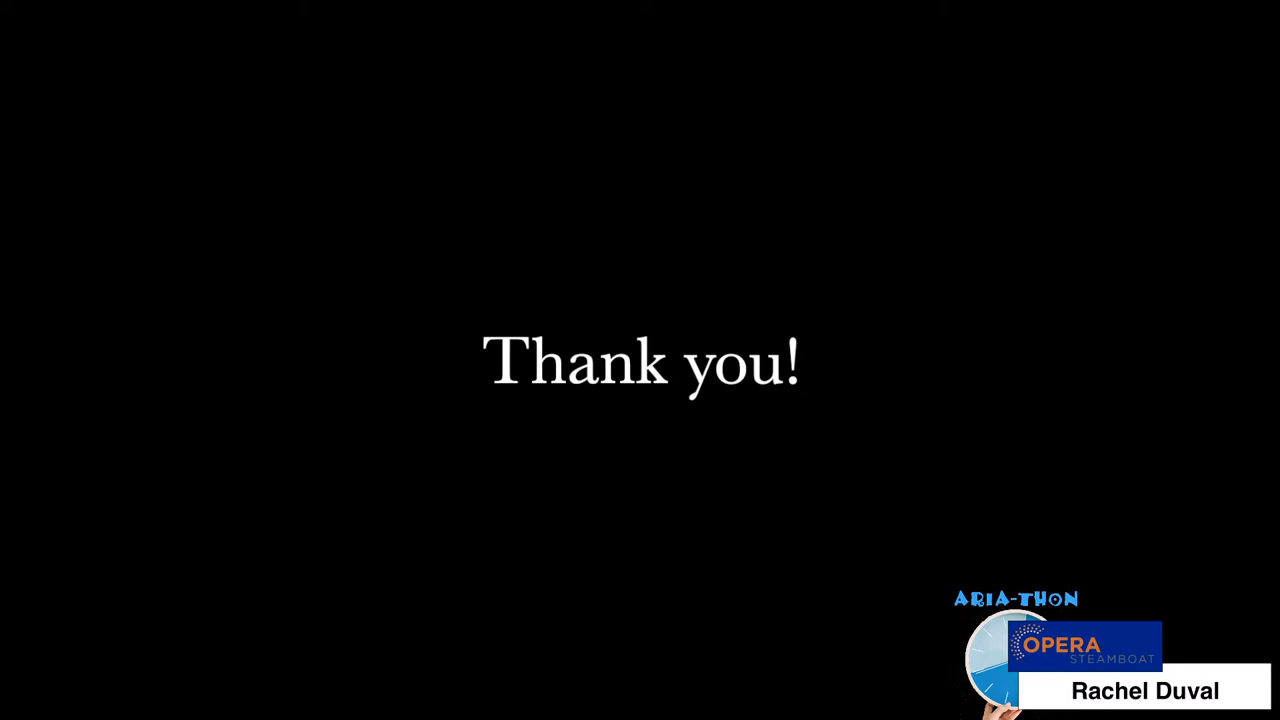 Thank you!
ARIA-THON
OPERA
STEAMBOAT
Rachel Duval